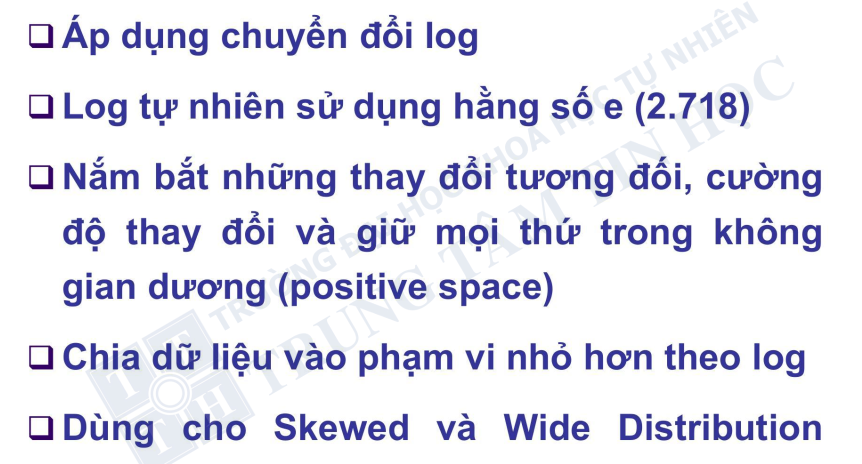 Áp dụng chuyển đổi log
Log tự nhiên sử dụng hằng số e (2.718)
Nắm bắt những thay đổi tương đối, cường
độ thay đổi và giữ mọi thứ trong không
gian dương (positive space)
Chia dữ liệu vào phạm vi nhỏ hơn theo log
Dùng cho Skewed và Wide Distribution
TRƯỜNG ĐẠI HỌC KHOA HỌC TỰ NHIÊN
TRUNG TÂM TIN HỌC